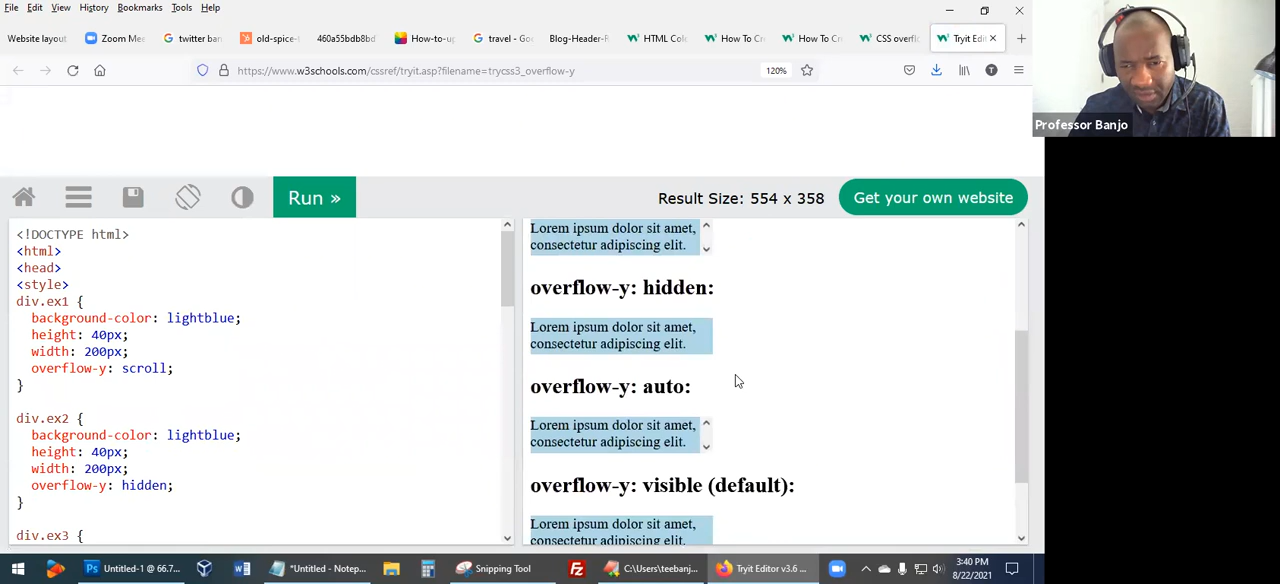 File Edit View History Bookmarks Tools Help
Website layout Zoom Mee twitter ban old-spice- 460a55bdb8bd How-to-u travel - Goo Blog-Header-R HTML Col How To Cr How To Cr CSS overfl Tryit Edit
https://www.w3schools.com/cssref/tryit.asp?filename=trycss3_overflow-y 120%
Professor Banjo
Run »
Result Size: 554 x 358
Get your own website
<!DOCTYPE html>
<html>
<head>
<style>
div.ex1 {
background-color: lightblue;
height: 40px;
width: 200px;
overflow-y: scroll;
}
div.ex2 {
background-color: lightblue;
height: 40px;
width: 200px;
overflow-y: hidden;
}
div.ex3 {
Lorem ipsum dolor sit amet,
consectetur adipiscing elit.
overflow-y: hidden:
Lorem ipsum dolor sit amet,
consectetur adipiscing elit.
overflow-y: auto:
Lorem ipsum dolor sit amet,
consectetur adipiscing elit.
overflow-y: visible (default):
Lorem ipsum dolor sit amet,
consectetur adipiscing elit.
Untitled-1 @ 66.7... *Untitled - Notep... Snipping Tool C:\Users\teebanj... Tryit Editor v3.6 ...
3:40 PM
8/22/2021